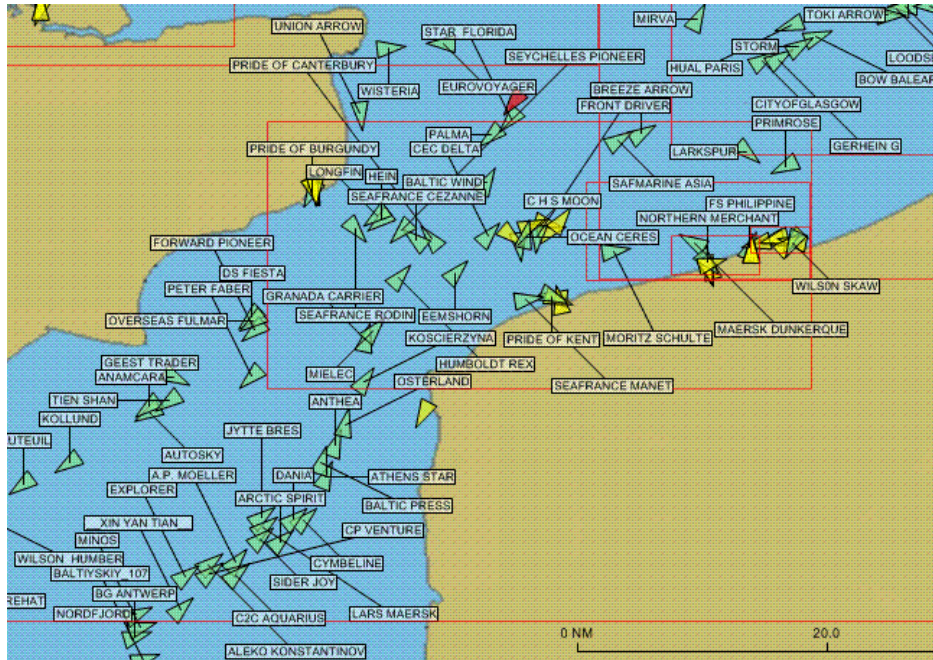 UNION ARROW
STAR_FLORIDA
MIRVA
TOKI ARROW
SEYCHELLES PIONEER
STORM
LOODS
PRIDE OF CANTERBURY
EUROVOYAGER
BREEZE ARROW
HUAL PARIS
BOW BALEAR
WISTERIA
FRONT DRIVER
CITYOFGLASGOW
PALMA
PRIMROSE
CEC DELTA
GERHEIN G
PRIDE OF BURGUNDY
LARKSPUR
LONGFIN
HEIN
BALTIC WIND
SAFMARINE ASIA
SEAFRANCE CEZANNE
C H S MOON
FS PHILIPPINE
NORTHERN MERCHANT
FORWARD PIONEER
OCEAN CERES
DS FIESTA
PETER FABER
GRANADA CARRIER
WILSON SKAW
OVERSEAS FULMAR
SEAFRANCE RODIN
EEMSHORN
MAERSK DUNKERQUE
KOSCIERZYNA
PRIDE OF KENT
MORITZ SCHULTE
GEEST TRADER
HUMBOLDT REX
ANAMCARA
MIELEC
OSTERLAND
SEAFRANCE MANET
TIEN SHAN
ANTHEA
KOLLUND
JYTTE BRES
UTEUIL
AUTOSKY
A.P. MOELLER
DANIA
ATHENS STAR
EXPLORER
ARCTIC SPIRIT
BALTIC PRESS
XIN YAN TIAN_
CP VENTURE
MINOS
WILSON_HUMBER
CYMBELINE
BALTIYSKIY_107
SIDER JOY
BG ANTWERP
REHAT
NORDFJORD
C2C AQUARIUS
LARS MAERSK
ALEKO KONSTANTINOV
0 NM
20.0